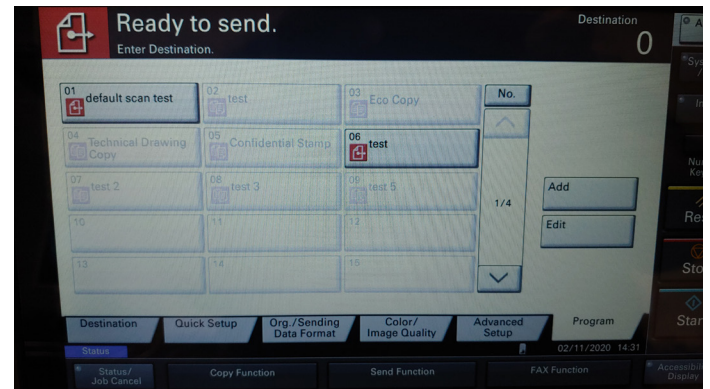 Ready to send.
Destination
Enter Destination.
0
01
default scan test
02
test
03
Eco Copy
No.
04
Technical Drawing
Copy
05
Confidential Stamp
06
test
07
test 2
08
test 3
09
test 5
1/4
Add
10
11
12
Edit
13
14
15
Destination
Quick Setup
Org./Sending
Data Format
Color/
Image Quality
Advanced
Setup
Program
Status
02/11/2020 14:31
Status/
Job Cancel
Copy Function
Send Function
FAX Function
Display